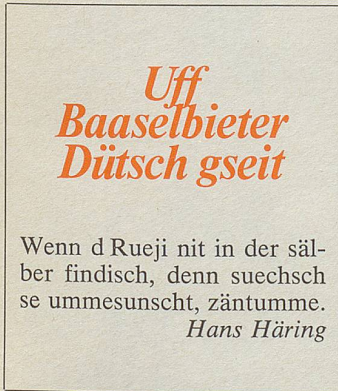 Uff
Baaselbieter
Dütsch gseit
Wenn d Rueji nit in der säl-
ber findisch, denn suechsch
se ummesunscht, zäntumme.
Hans Häring